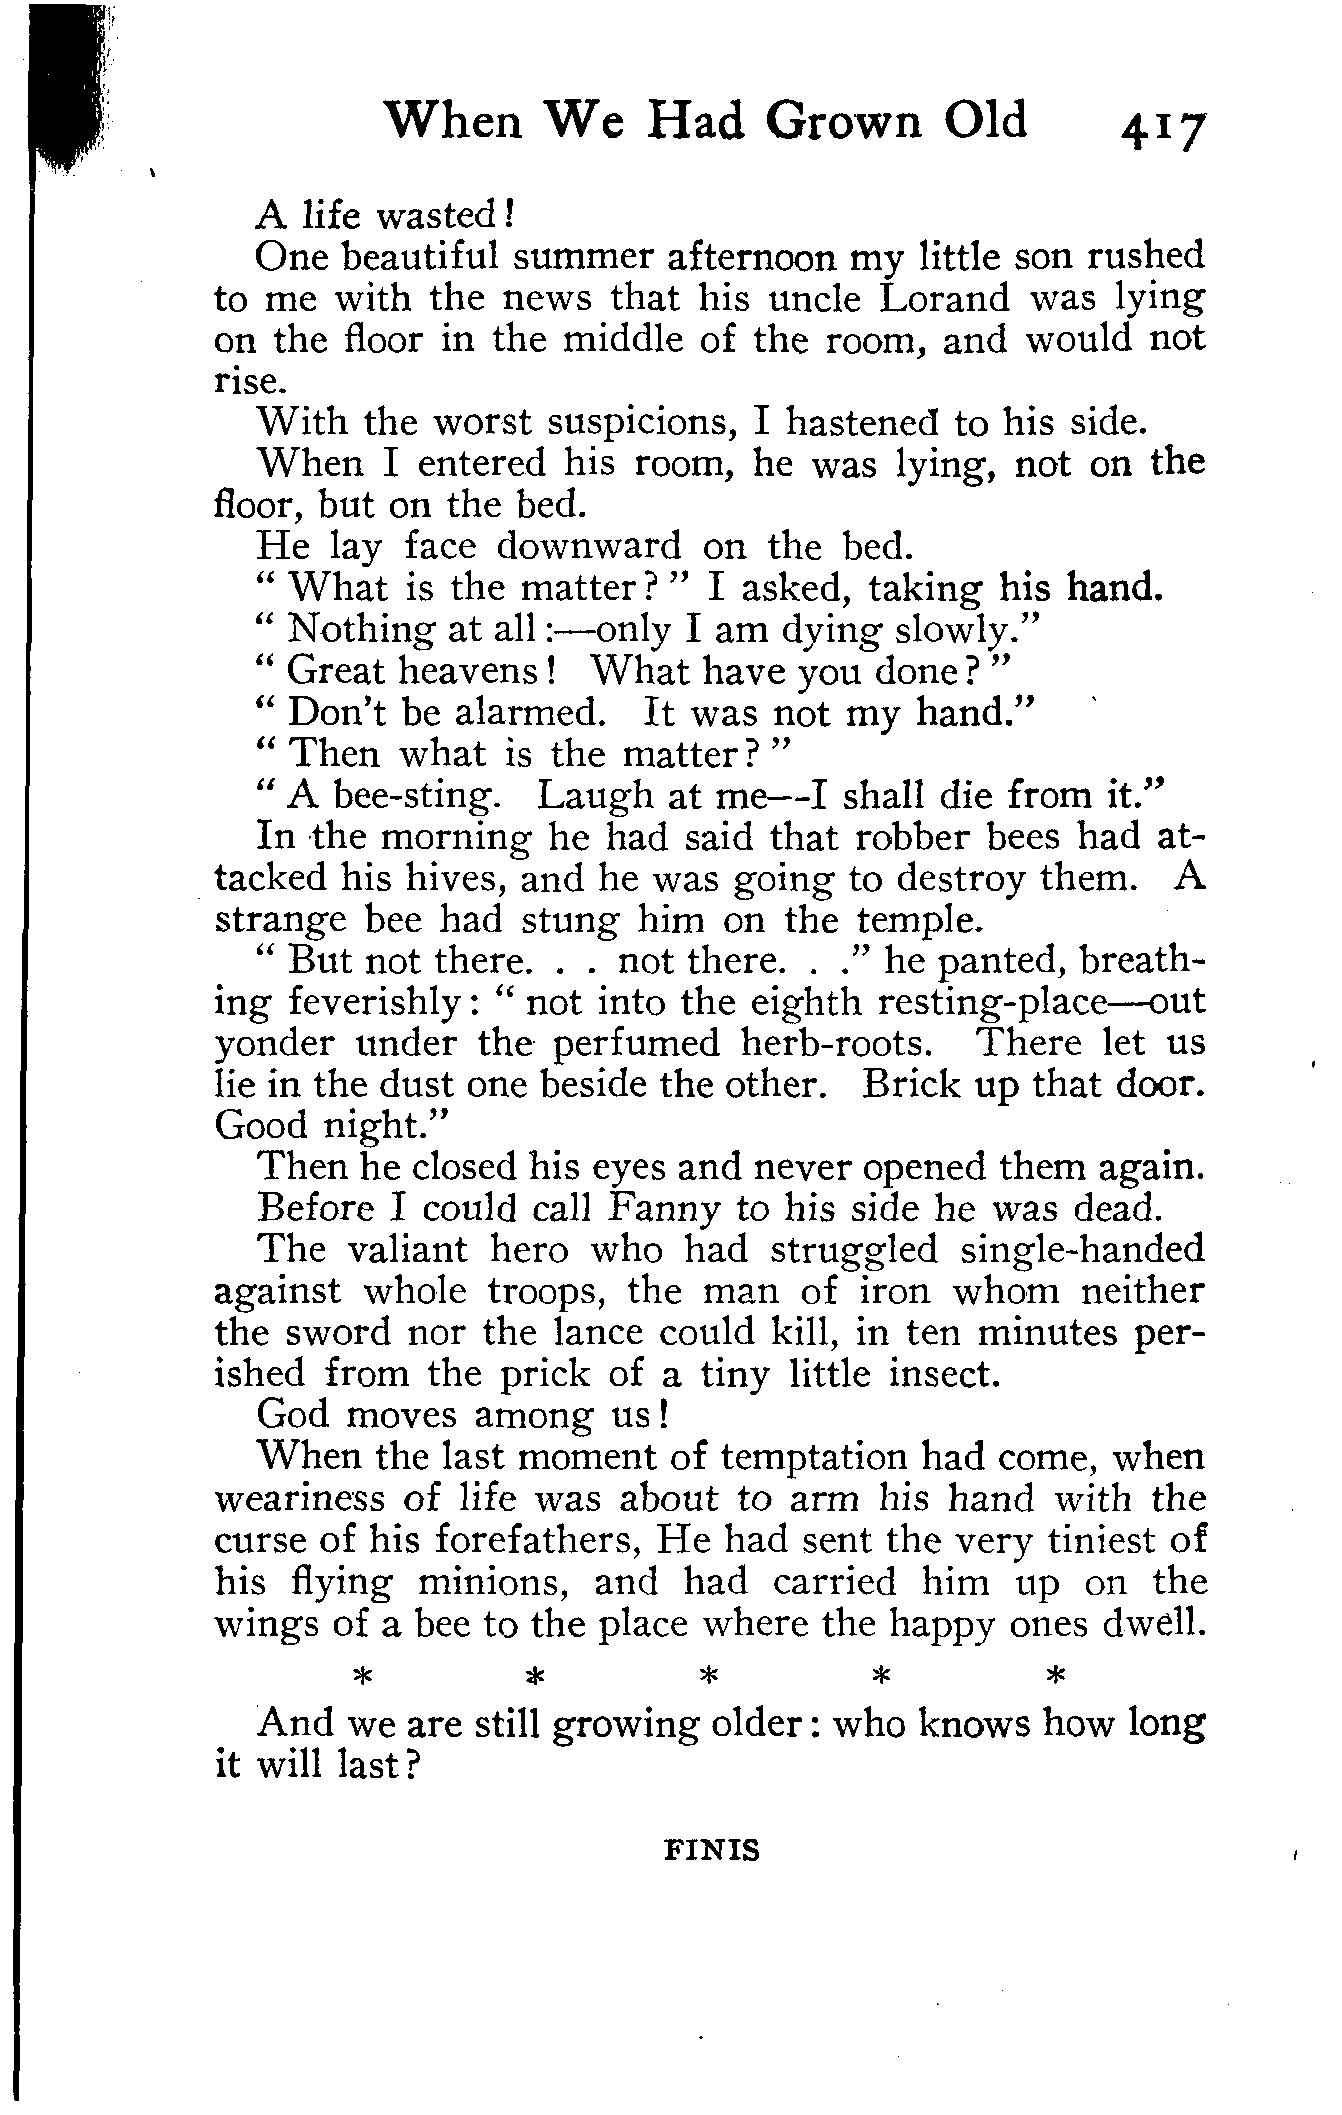 When We Had Grown Old 417
A life wasted!
One beautiful summer afternoon my little son rushed
to me with the news that his uncle Lorand was lying
on the floor in the middle of the room, and would not
rise.
With the worst suspicions, I hastened to his side.
When I entered his room, he was lying, not on the
floor, but on the bed.
He lay face downward on the bed.
"What is the matter?" I asked, taking his hand.
"Nothing at all:—only I am dying slowly."
"Great heavens! What have you done?"
"Don't be alarmed. It was not my hand."
"Then what is the matter?"
"A bee-sting. Laugh at me—I shall die from it."
In the morning he had said that robber bees had at-
tacked his hives, and he was going to destroy them. A
strange bee had stung him on the temple.
"But not there. . . not there. . ." he panted, breath-
ing feverishly: "not into the eighth resting-place—out
yonder under the perfumed herb-roots. There let us
lie in the dust one beside the other. Brick up that door.
Good night."
Then he closed his eyes and never opened them again.
Before I could call Fanny to his side he was dead.
The valiant hero who had struggled single-handed
against whole troops, the man of iron whom neither
the sword nor the lance could kill, in ten minutes per-
ished from the prick of a tiny little insect.
God moves among us!
When the last moment of temptation had come, when
weariness of life was about to arm his hand with the
curse of his forefathers, He had sent the very tiniest of
his flying minions, and had carried him up on the
wings of a bee to the place where the happy ones dwell.
* * * * *
And we are still growing older: who knows how long
it will last?
FINIS